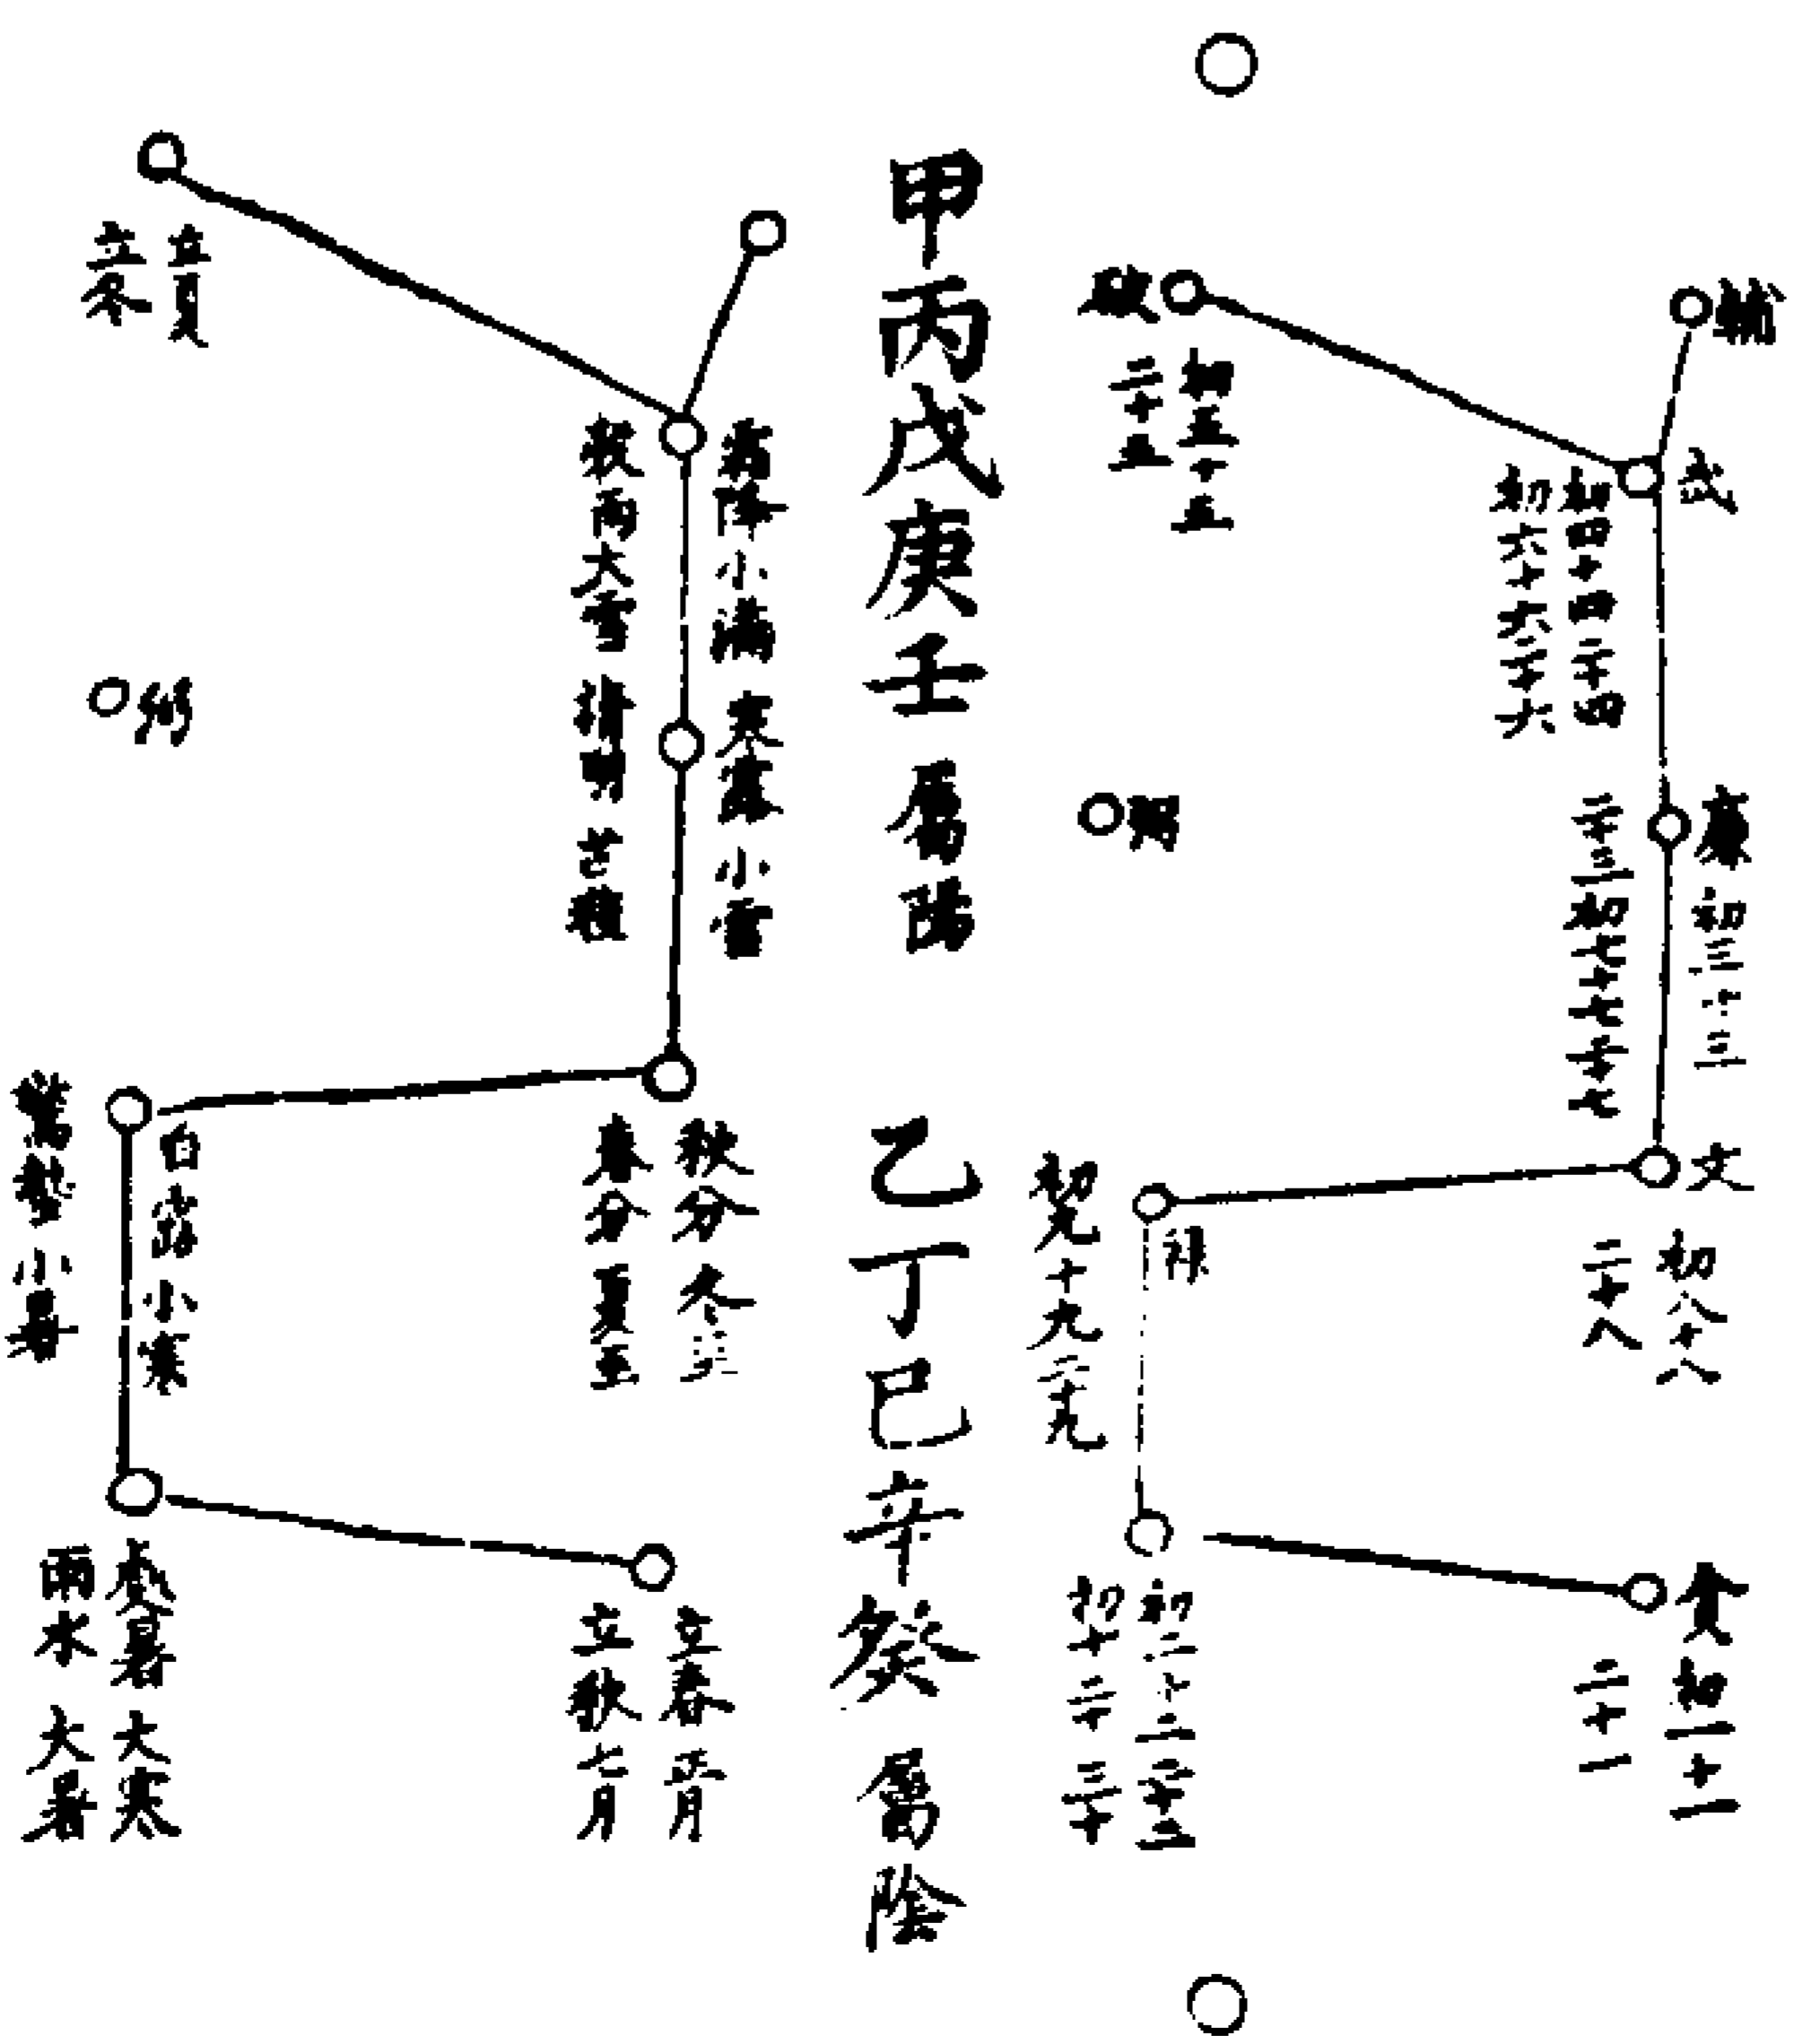 輔
破
初五十五
二十五
武
初四十四二十四
初六十六二十六
廉
初三十三
二十三初七十七二十七
弼
文
初八十八
二十八
祿
初九十九二十九
貪
初一十一
二十一
初二十二二十二
初十二十三十
甲丙戊庚壬屬陽
乙丁巳辛癸屬陰
立夏
立冬
霜降小滿寒露小雪
穀雨大雪清明芒種
弼
秋分冬至
春分夏至
白露小寒
驚蟄小暑
立春正月
立秋七月
處暑大寒
雨水大暑